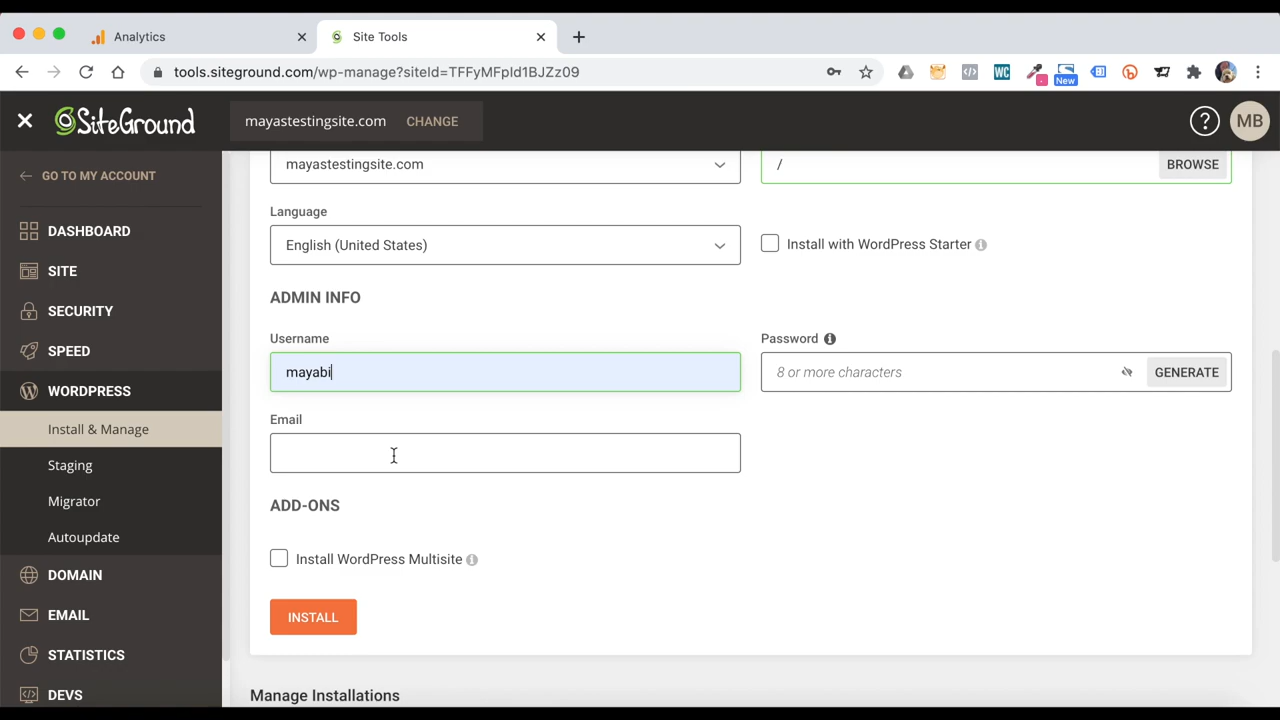 Analytics
Site Tools
tools.siteground.com/wp-manage?siteId=TFFyMFpId1BJZz09
WC
New
SiteGround
mayastestingsite.com CHANGE
?
MB
GO TO MY ACCOUNT
DASHBOARD
SITE
SECURITY
SPEED
WORDPRESS
Install & Manage
Staging
Migrator
Autoupdate
DOMAIN
EMAIL
STATISTICS
DEVS
mayastestingsite.com
/ BROWSE
Language
English (United States)
Install with WordPress Starter
ADMIN INFO
Username
mayabi
Password
8 or more characters
GENERATE
Email
ADD-ONS
Install WordPress Multisite
INSTALL
Manage Installations